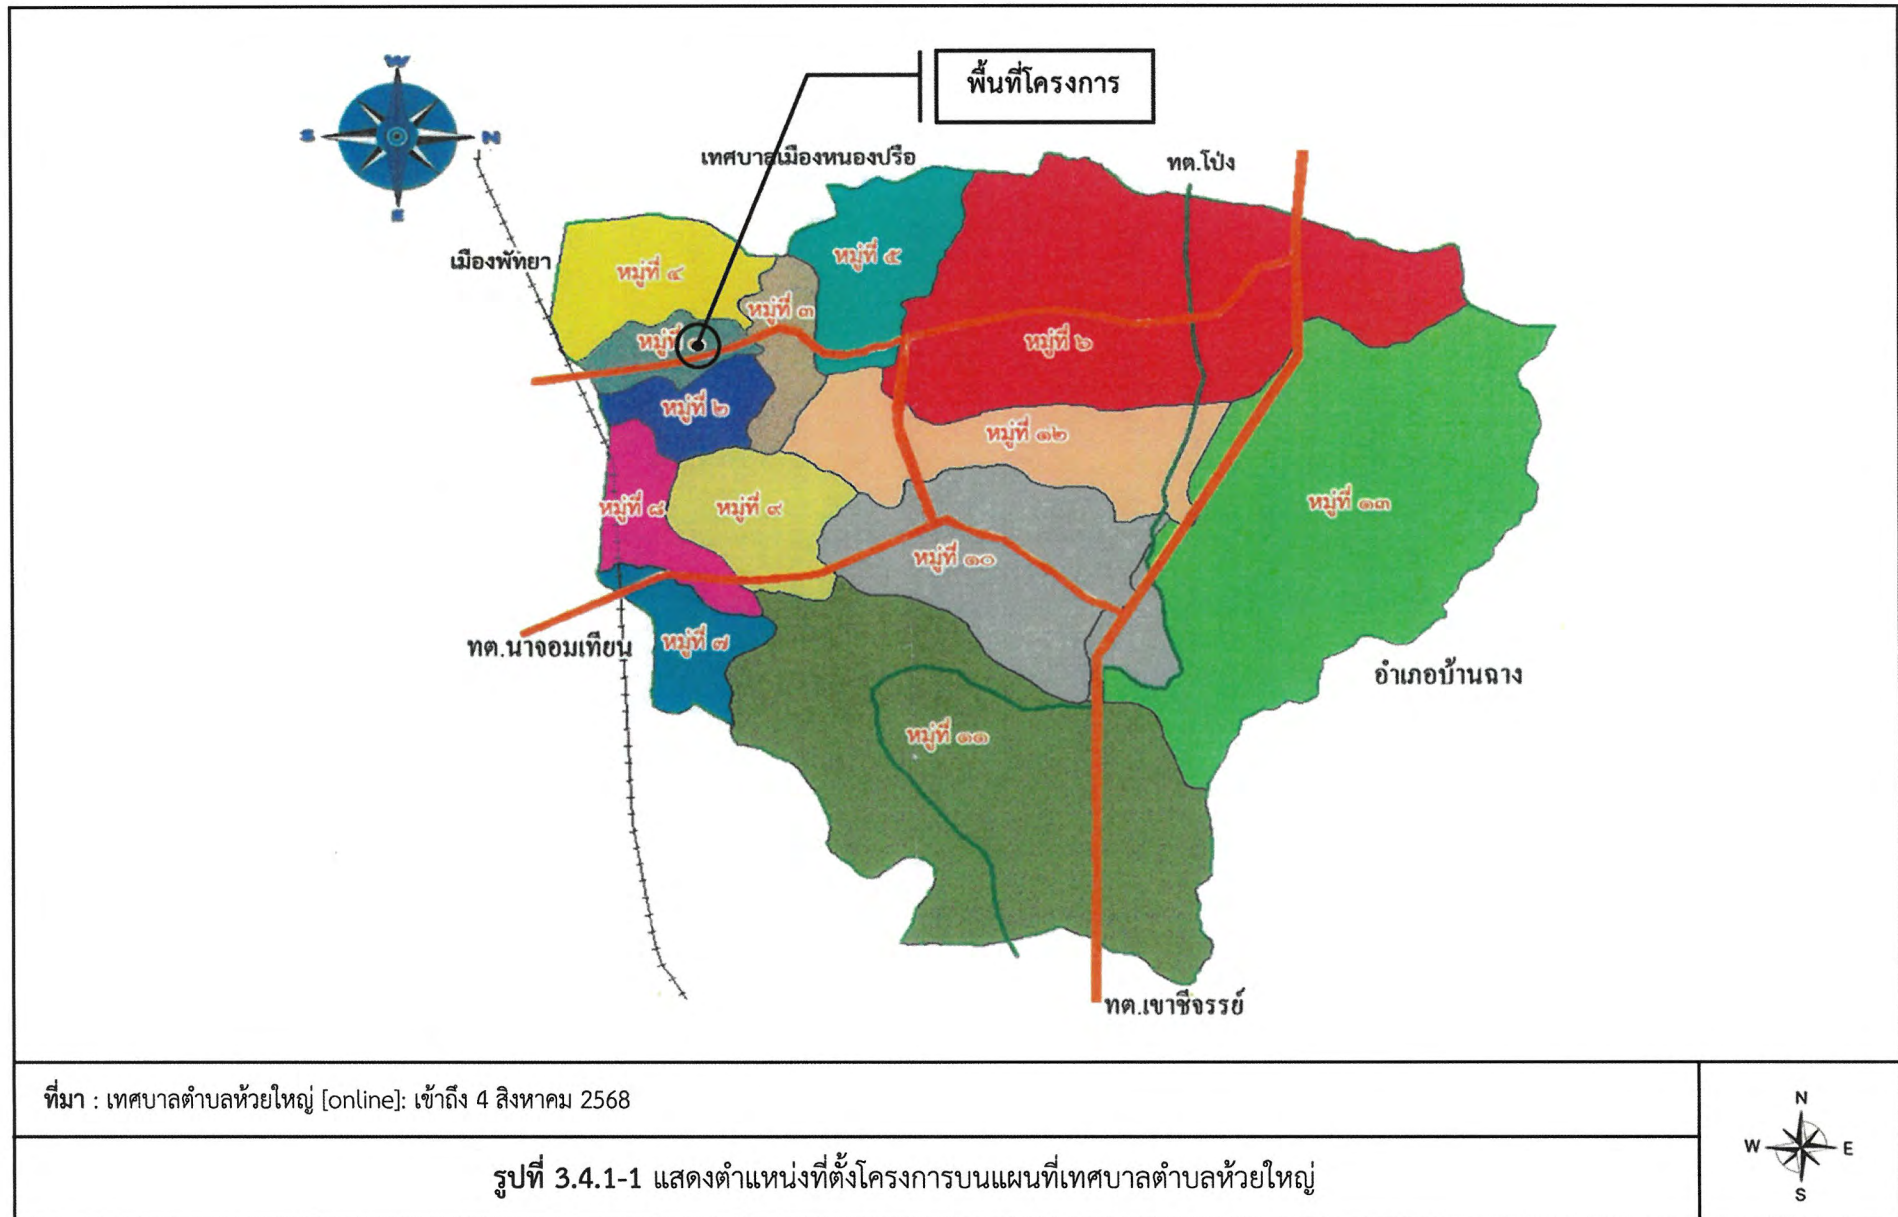 W
พื้นที่โครงการ
S
N
E
เทศบาลเมืองหนองปรือ
ทต.โป่ง
เมืองพัทยา
หมู่ที่ ๔
หมู่ที่ ๕
หมู่ที่ ๓
หมู่ที่
หมู่ที่ ๖
หมู่ที่ ๒
หมู่ที่ ๑๒
หมู่ที่ ๘
หมู่ที่ ๙
หมู่ที่ ๑๓
หมู่ที่ ๑๐
ทต.นาจอมเทียน
หมู่ที่ ๗
อำเภอบ้านฉาง
หมู่ที่ ๑๑
ทต.เขาชีจรรย์
ที่มา : เทศบาลตำบลห้วยใหญ่ [online]: เข้าถึง 4 สิงหาคม 2568
N
W
E
S
รูปที่ 3.4.1-1 แสดงตำแหน่งที่ตั้งโครงการบนแผนที่เทศบาลตำบลห้วยใหญ่